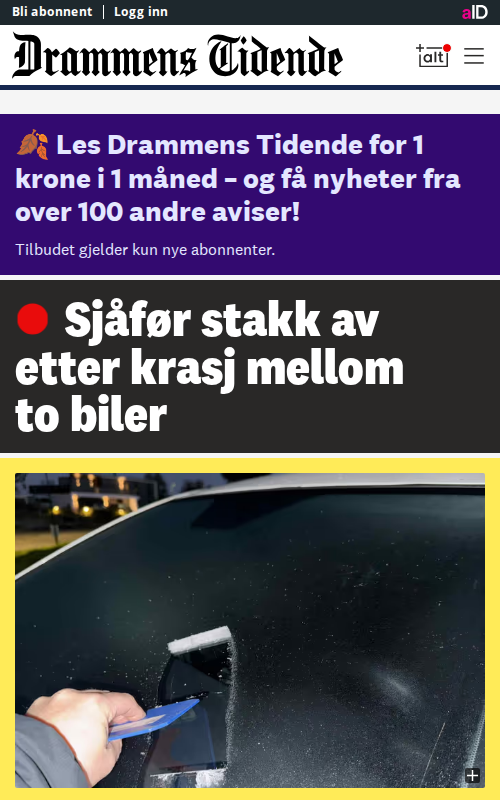 Bli abonnent | Logg inn
aID
Drammens Tidende
+alt
🍂 Les Drammens Tidende for 1
krone i 1 måned – og få nyheter fra
over 100 andre aviser!
Tilbudet gjelder kun nye abonnenter.
Sjåfør stakk av
etter krasj mellom
to biler